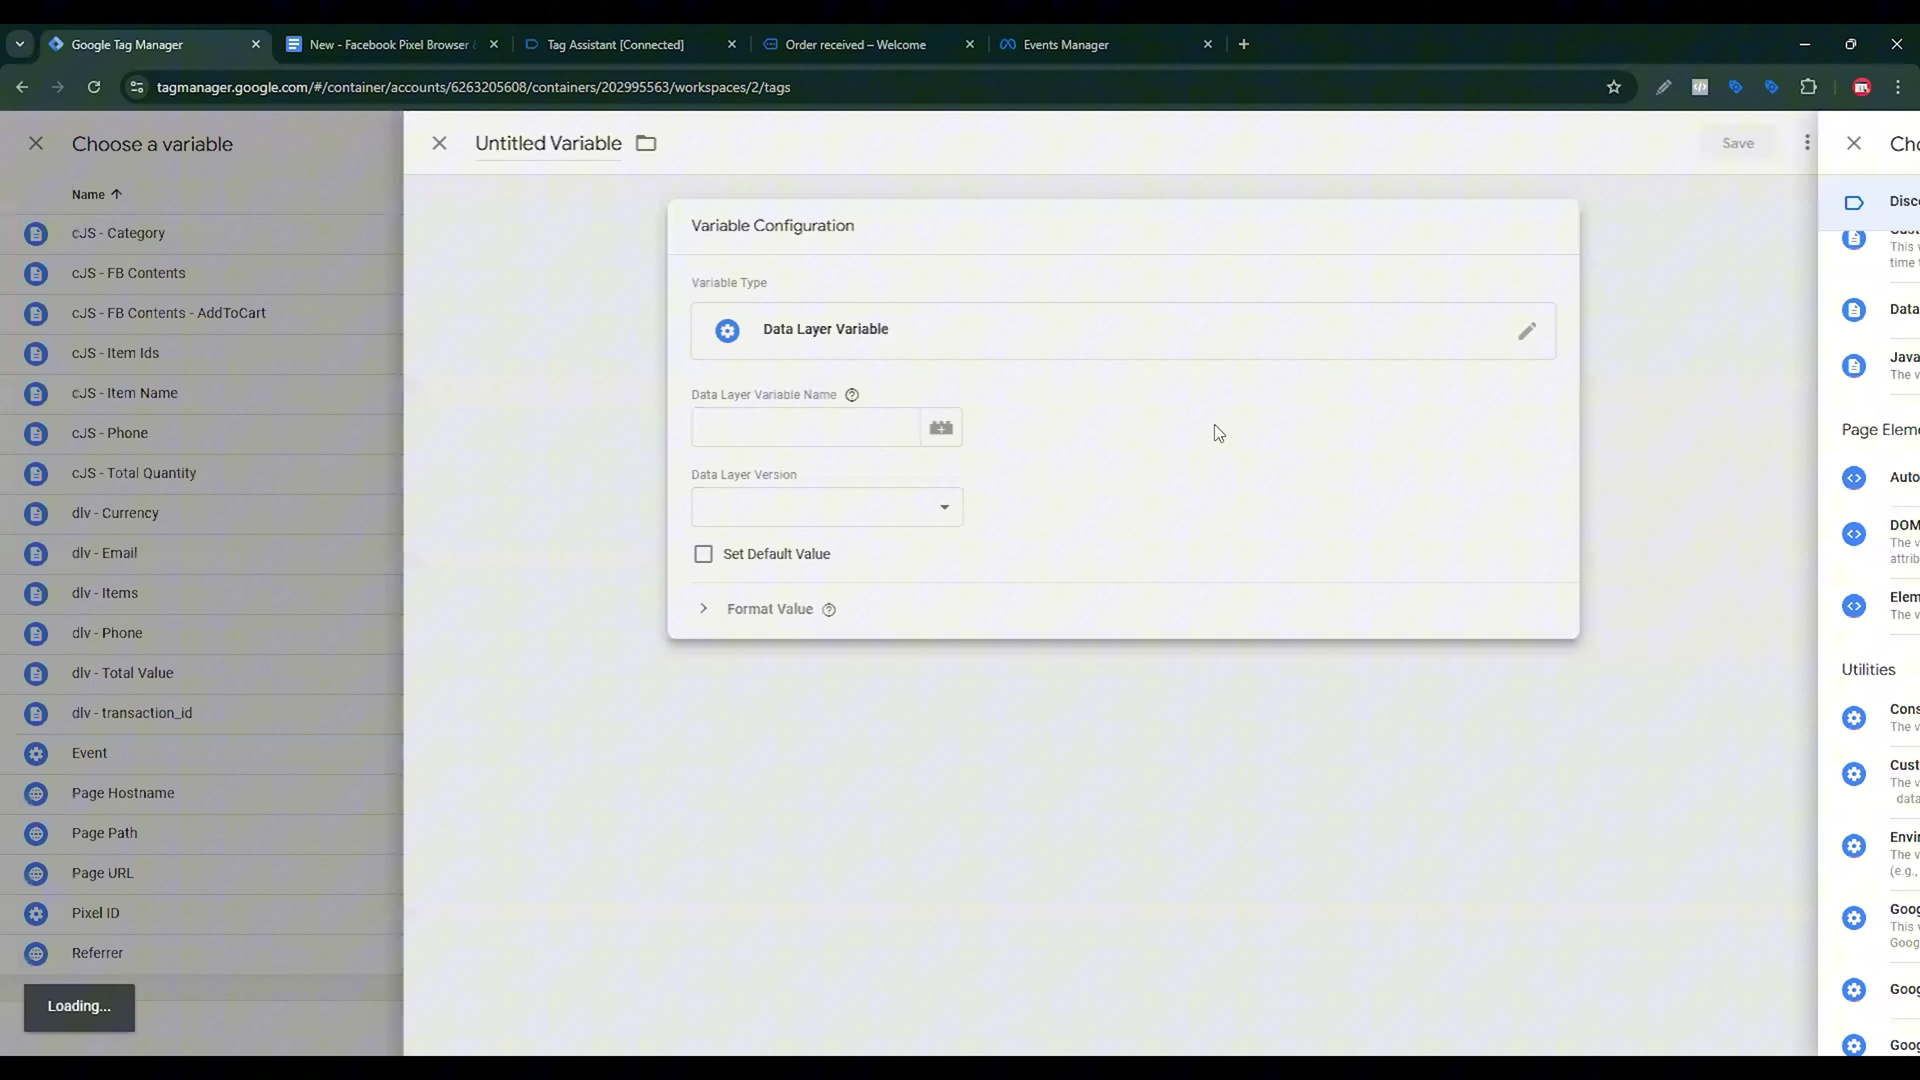 Google Tag Manager
New - Facebook Pixel Browser
Tag Assistant [Connected]
Order received – Welcome
Events Manager
tagmanager.google.com/#/container/accounts/6263205608/containers/202995563/workspaces/2/tags
Choose a variable
Name
cJS - Category
cJS - FB Contents
cJS - FB Contents - AddToCart
cJS - Item Ids
cJS - Item Name
cJS - Phone
cJS - Total Quantity
dlv - Currency
dlv - Email
dlv - Items
dlv - Phone
dlv - Total Value
dlv - transaction_id
Event
Page Hostname
Page Path
Page URL
Pixel ID
Referrer
Loading...
Untitled Variable
Save
Variable Configuration
Variable Type
Data Layer Variable
Data Layer Variable Name
Data Layer Version
Set Default Value
Format Value
Cho
Disc
This
time t
Data
Java
The v
Page Eleme
Auto
DOM
The v
attrib
Elem
The v
Utilities
Cons
The v
Cust
The v
data
Envi
The v
(e.g.,
Goog
This v
Goog
Goog
Goog